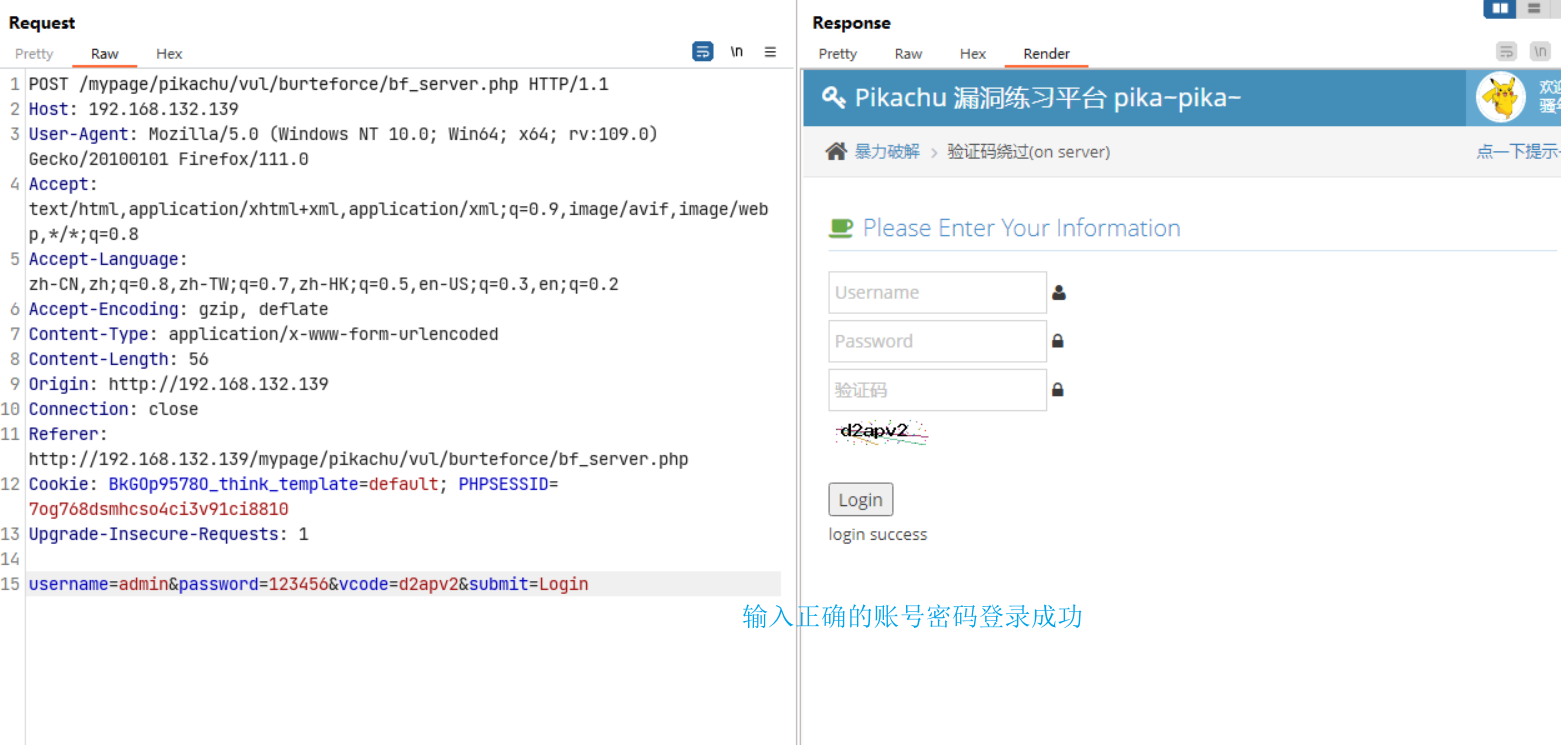 Request
Pretty Raw Hex
\n
1 POST /mypage/pikachu/vul/burteforce/bf_server.php HTTP/1.1
2 Host: 192.168.132.139
3 User-Agent: Mozilla/5.0 (Windows NT 10.0; Win64; x64; rv:109.0)
Gecko/20100101 Firefox/111.0
4 Accept:
text/html,application/xhtml+xml,application/xml;q=0.9,image/avif,image/web
p,*/*;q=0.8
5 Accept-Language:
zh-CN,zh;q=0.8,zh-TW;q=0.7,zh-HK;q=0.5,en-US;q=0.3,en;q=0.2
6 Accept-Encoding: gzip, deflate
7 Content-Type: application/x-www-form-urlencoded
8 Content-Length: 56
9 Origin: http://192.168.132.139
10 Connection: close
11 Referer:
http://192.168.132.139/mypage/pikachu/vul/burteforce/bf_server.php
12 Cookie: BkGOp9578O_think_template=default; PHPSESSID=
7og768dsmhcso4ci3v91ci8810
13 Upgrade-Insecure-Requests: 1
14
15 username=admin&password=123456&vcode=d2apv2&submit=Login
Response
Pretty Raw Hex Render
\n
Pikachu 漏洞练习平台 pika~pika~
欢迎
骚年
暴力破解 > 验证码绕过(on server)
点一下提示~
Please Enter Your Information
Username
Password
验证码
d2apv2
Login
login success
输入正确的账号密码登录成功